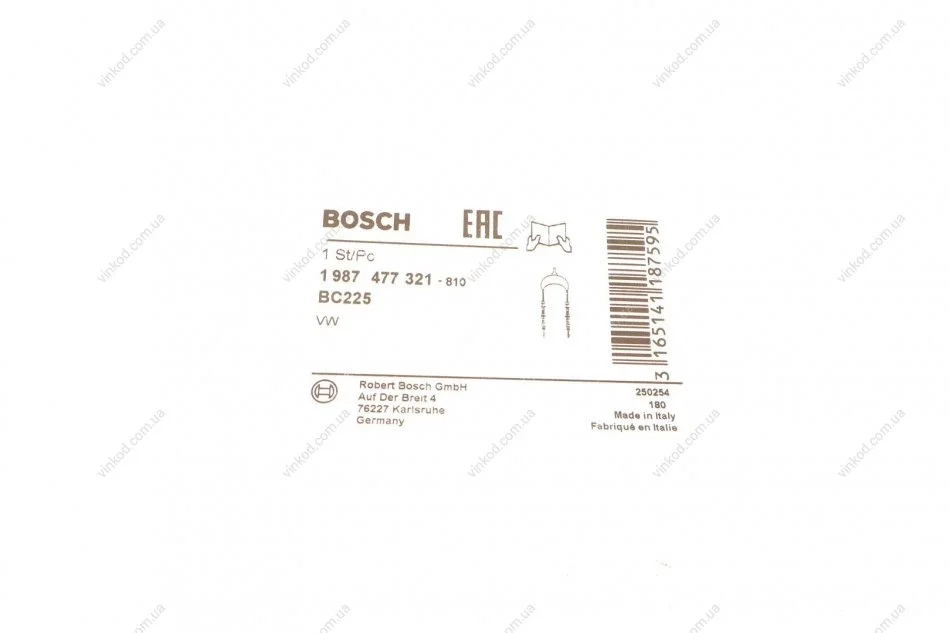 BOSCH EAC
1 St/Pc
1 987 477 321 - 810
BC225
VW
3 165141 187595
Robert Bosch GmbH
Auf Der Breit 4
76227 Karlsruhe
Germany
250254
180
Made in Italy
Fabriqué en Italie
vinkod.com.ua